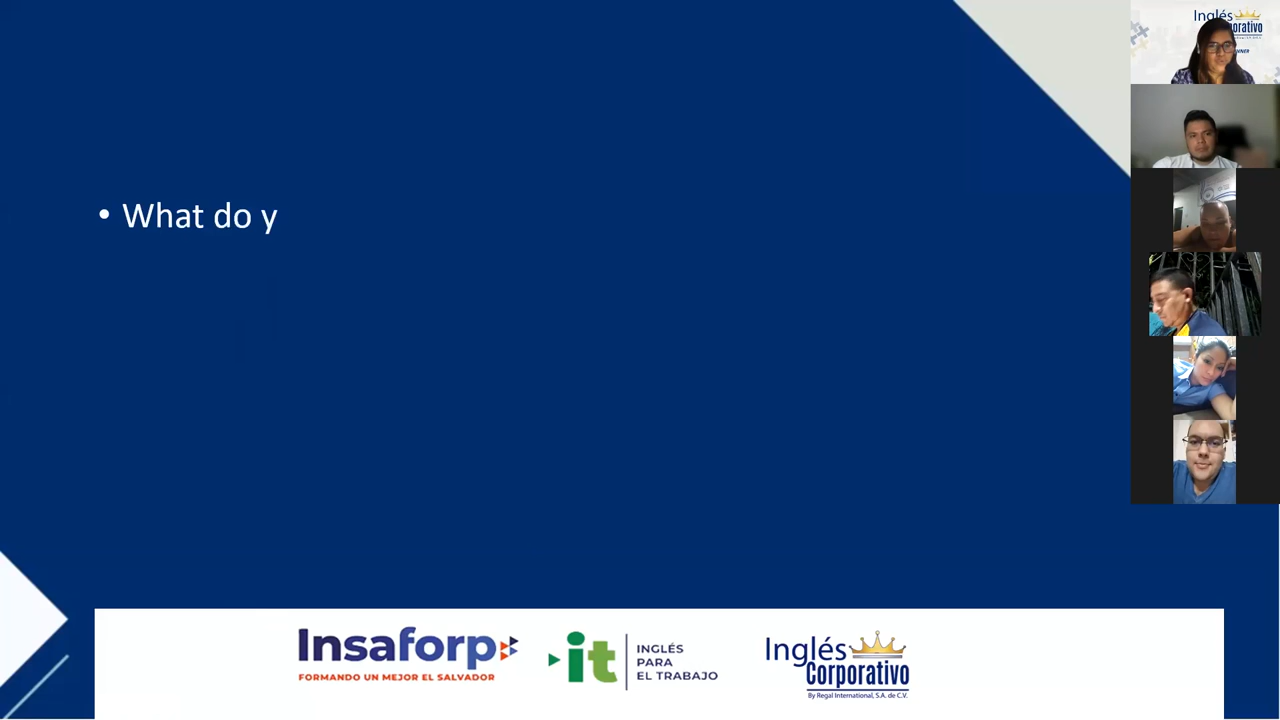 • What do y
Insaforp
FORMANDO UN MEJOR EL SALVADOR
it
INGLÉS
PARA
EL TRABAJO
Inglés
Corporativo
By Regal International, S.A. de C.V.
Inglés